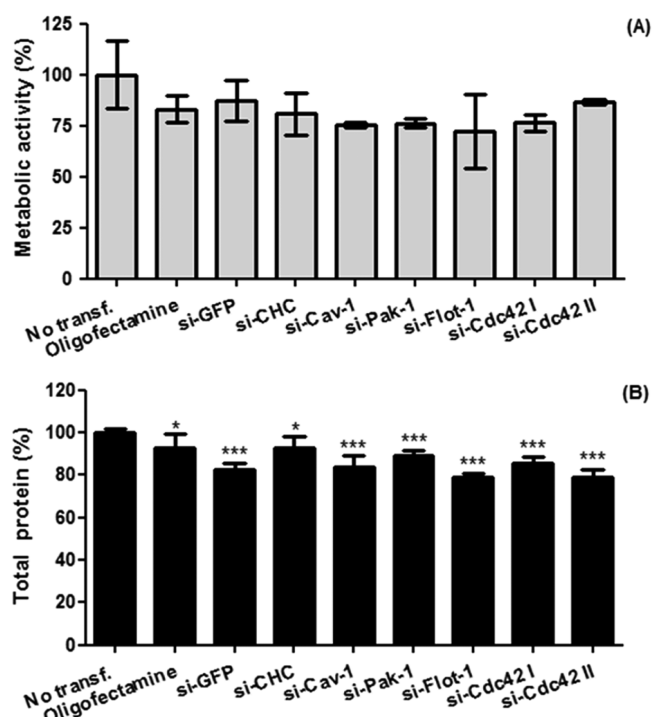 (A)
Metabolic activity (%)
125
100
75
50
25
0
No transf.
Oligofectamine
si-GFP
si-CHC
si-Cav-1
si-Pak-1
si-Flot-1
si-Cdc42 I
si-Cdc42 II
(B)
Total protein (%)
120
100
80
60
40
20
0
* *** * *** *** *** *** ***
No transf.
Oligofectamine
si-GFP
si-CHC
si-Cav-1
si-Pak-1
si-Flot-1
si-Cdc42 I
si-Cdc42 II